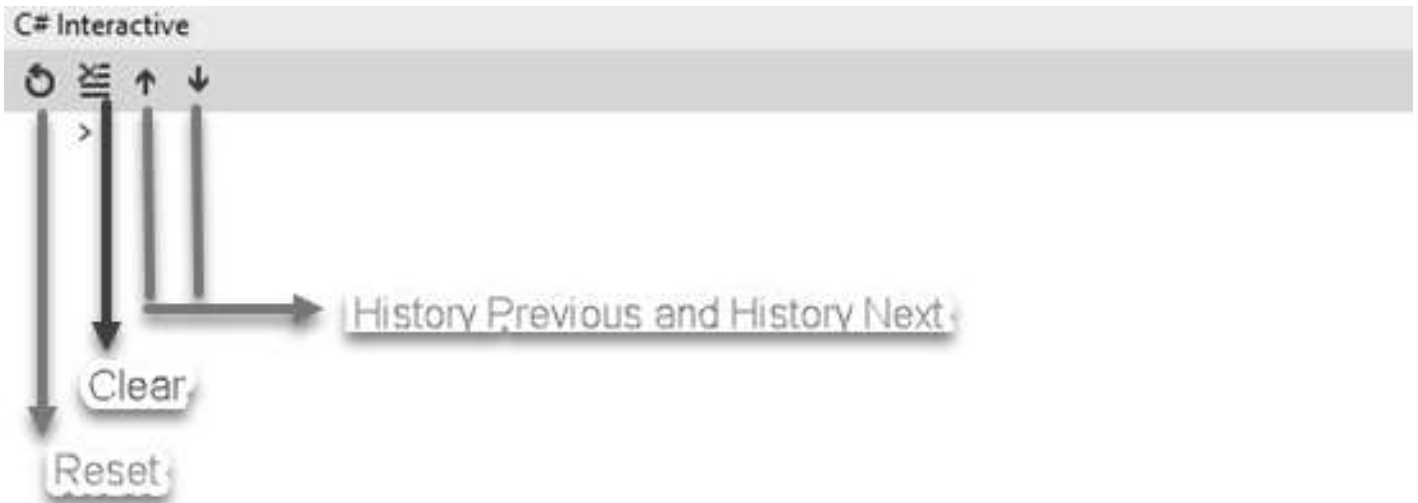 C# Interactive
>
History Previous and History Next
Clear
Reset